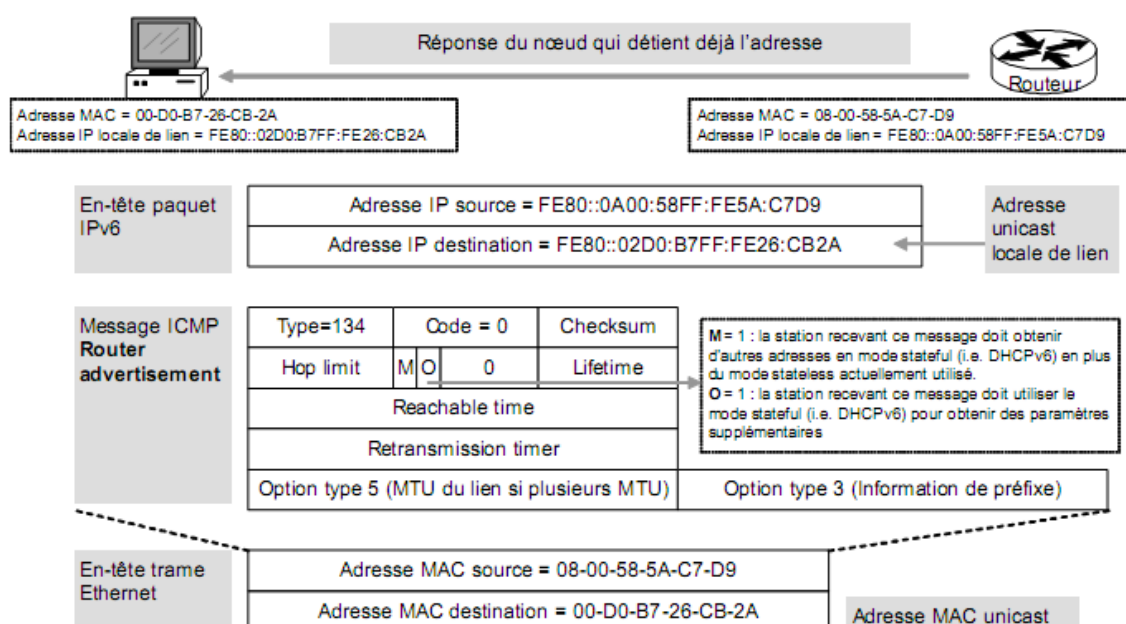 Réponse du nœud qui détient déjà l'adresse
Routeur
Adresse MAC = 00-D0-B7-26-CB-2A
Adresse IP locale de lien = FE80::02D0:B7FF:FE26:CB2A
Adresse MAC = 08-00-58-5A-C7-D9
Adresse IP locale de lien = FE80::0A00:58FF:FE5A:C7D9
En-tête paquet
IPv6
Adresse IP source = FE80::0A00:58FF:FE5A:C7D9
Adresse IP destination = FE80::02D0:B7FF:FE26:CB2A
Adresse
unicast
locale de lien
Message ICMP
Router
advertisement
Type=134
Code = 0
Checksum
Hop limit
M
O
0
Lifetime
Reachable time
Retransmission timer
Option type 5 (MTU du lien si plusieurs MTU)
Option type 3 (Information de préfixe)
M = 1 : la station recevant ce message doit obtenir
d'autres adresses en mode stateful (i.e. DHCPv6) en plus
du mode stateless actuellement utilisé.
O = 1 : la station recevant ce message doit utiliser le
mode stateful (i.e. DHCPv6) pour obtenir des paramètres
supplémentaires
En-tête trame
Ethernet
Adresse MAC source = 08-00-58-5A-C7-D9
Adresse MAC destination = 00-D0-B7-26-CB-2A
Adresse MAC unicast